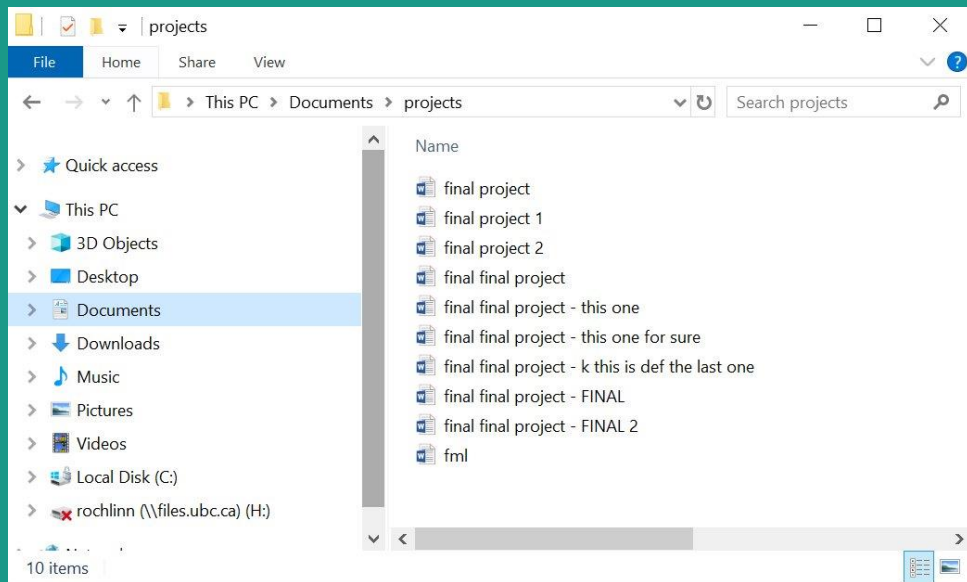 projects
File Home Share View
This PC > Documents > projects
Search projects
Name
Quick access
This PC
3D Objects
Desktop
Documents
Downloads
Music
Pictures
Videos
Local Disk (C:)
rochlinn (\\files.ubc.ca) (H:)
final project
final project 1
final project 2
final final project
final final project - this one
final final project - this one for sure
final final project - k this is def the last one
final final project - FINAL
final final project - FINAL 2
fml
10 items